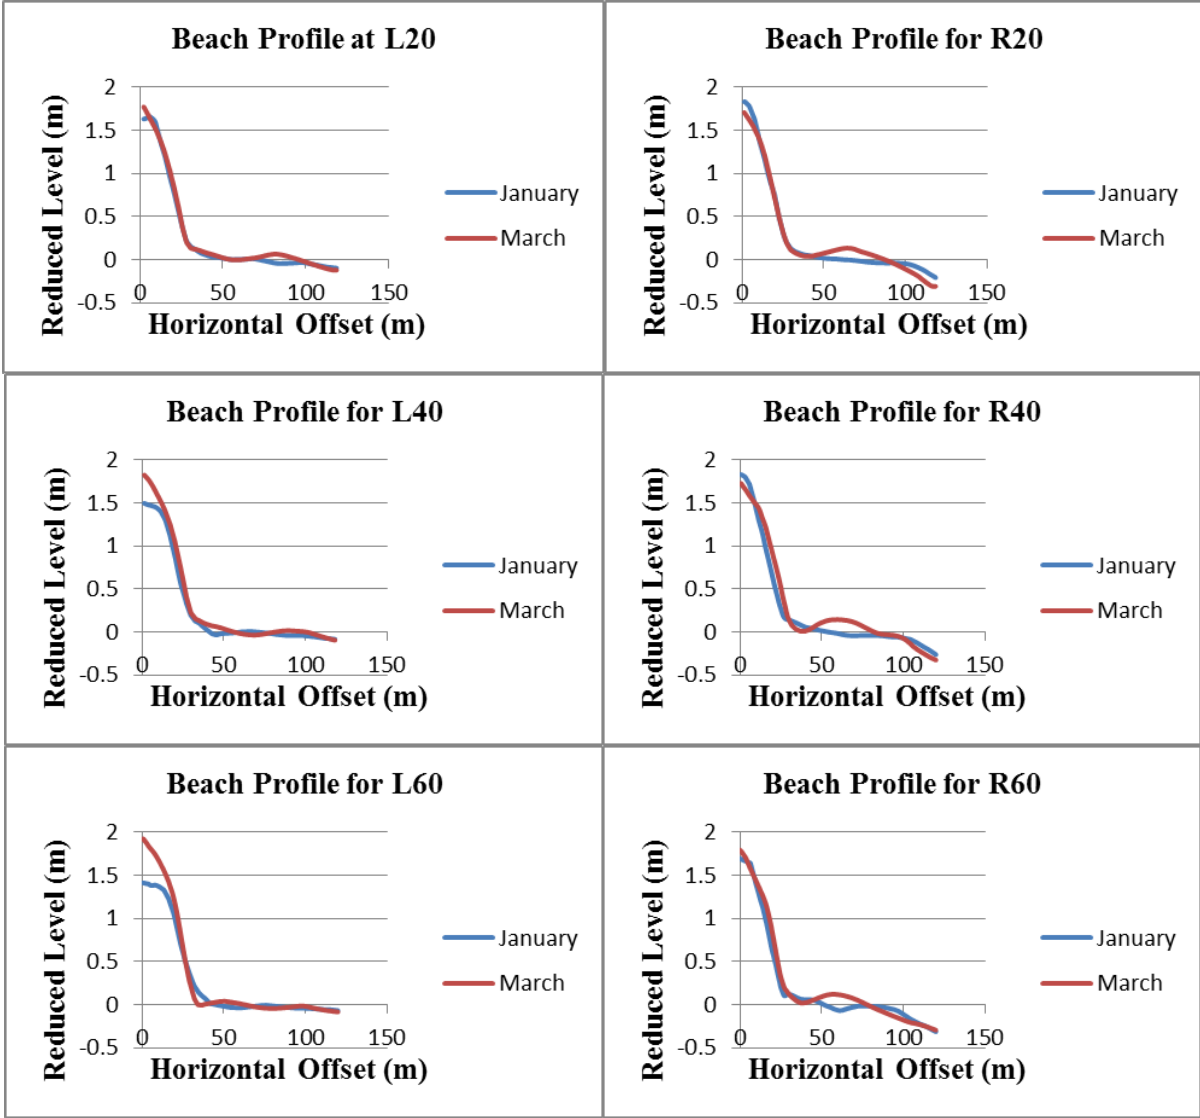 Beach Profile at L20
Reduced Level (m)
2
1.5
1
0.5
0
-0.5
0 50 100 150
Horizontal Offset (m)
January
March
Beach Profile for R20
Reduced Level (m)
2
1.5
1
0.5
0
-0.5
0 50 100 150
Horizontal Offset (m)
January
March
Beach Profile for L40
Reduced Level (m)
2
1.5
1
0.5
0
-0.5
0 50 100 150
Horizontal Offset (m)
January
March
Beach Profile for R40
Reduced Level (m)
2
1.5
1
0.5
0
-0.5
0 50 100 150
Horizontal Offset (m)
January
March
Beach Profile for L60
Reduced Level (m)
2
1.5
1
0.5
0
-0.5
0 50 100 150
Horizontal Offset (m)
January
March
Beach Profile for R60
Reduced Level (m)
2
1.5
1
0.5
0
-0.5
0 50 100 150
Horizontal Offset (m)
January
March